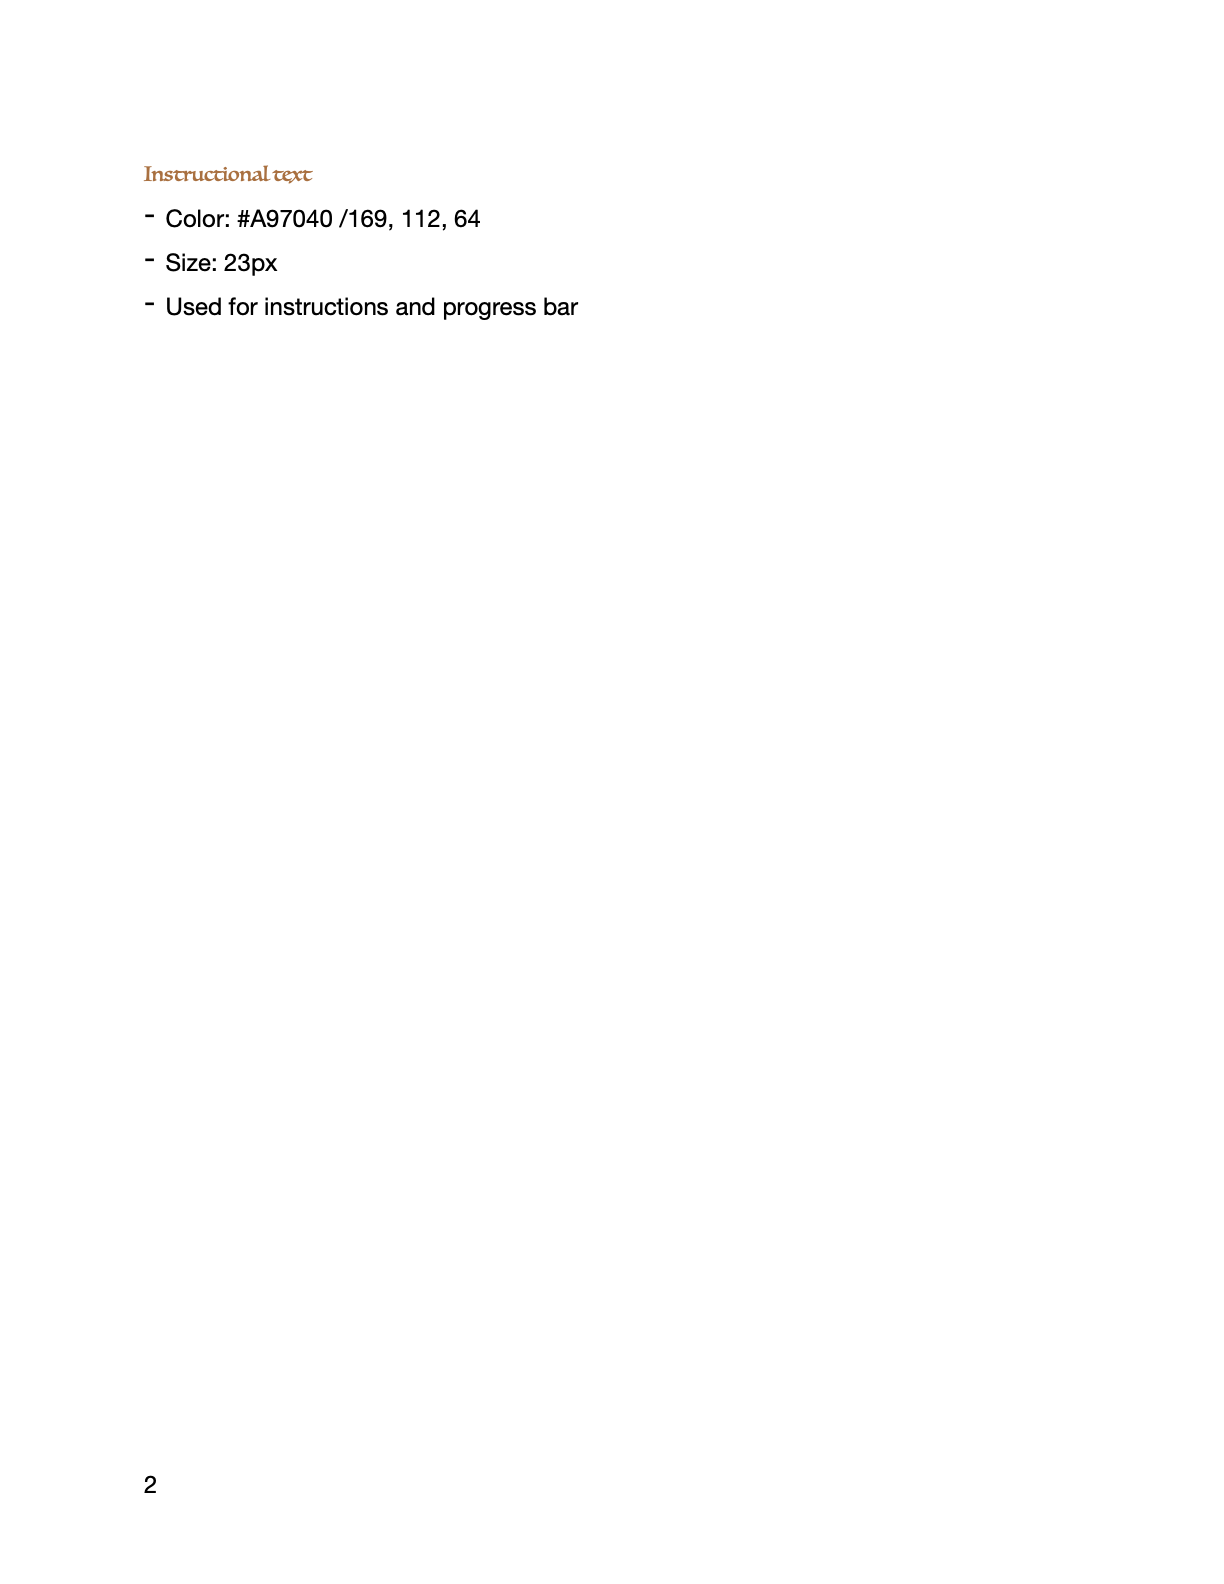 Instructional text
- Color: #A97040 /169, 112, 64
- Size: 23px
- Used for instructions and progress bar
2